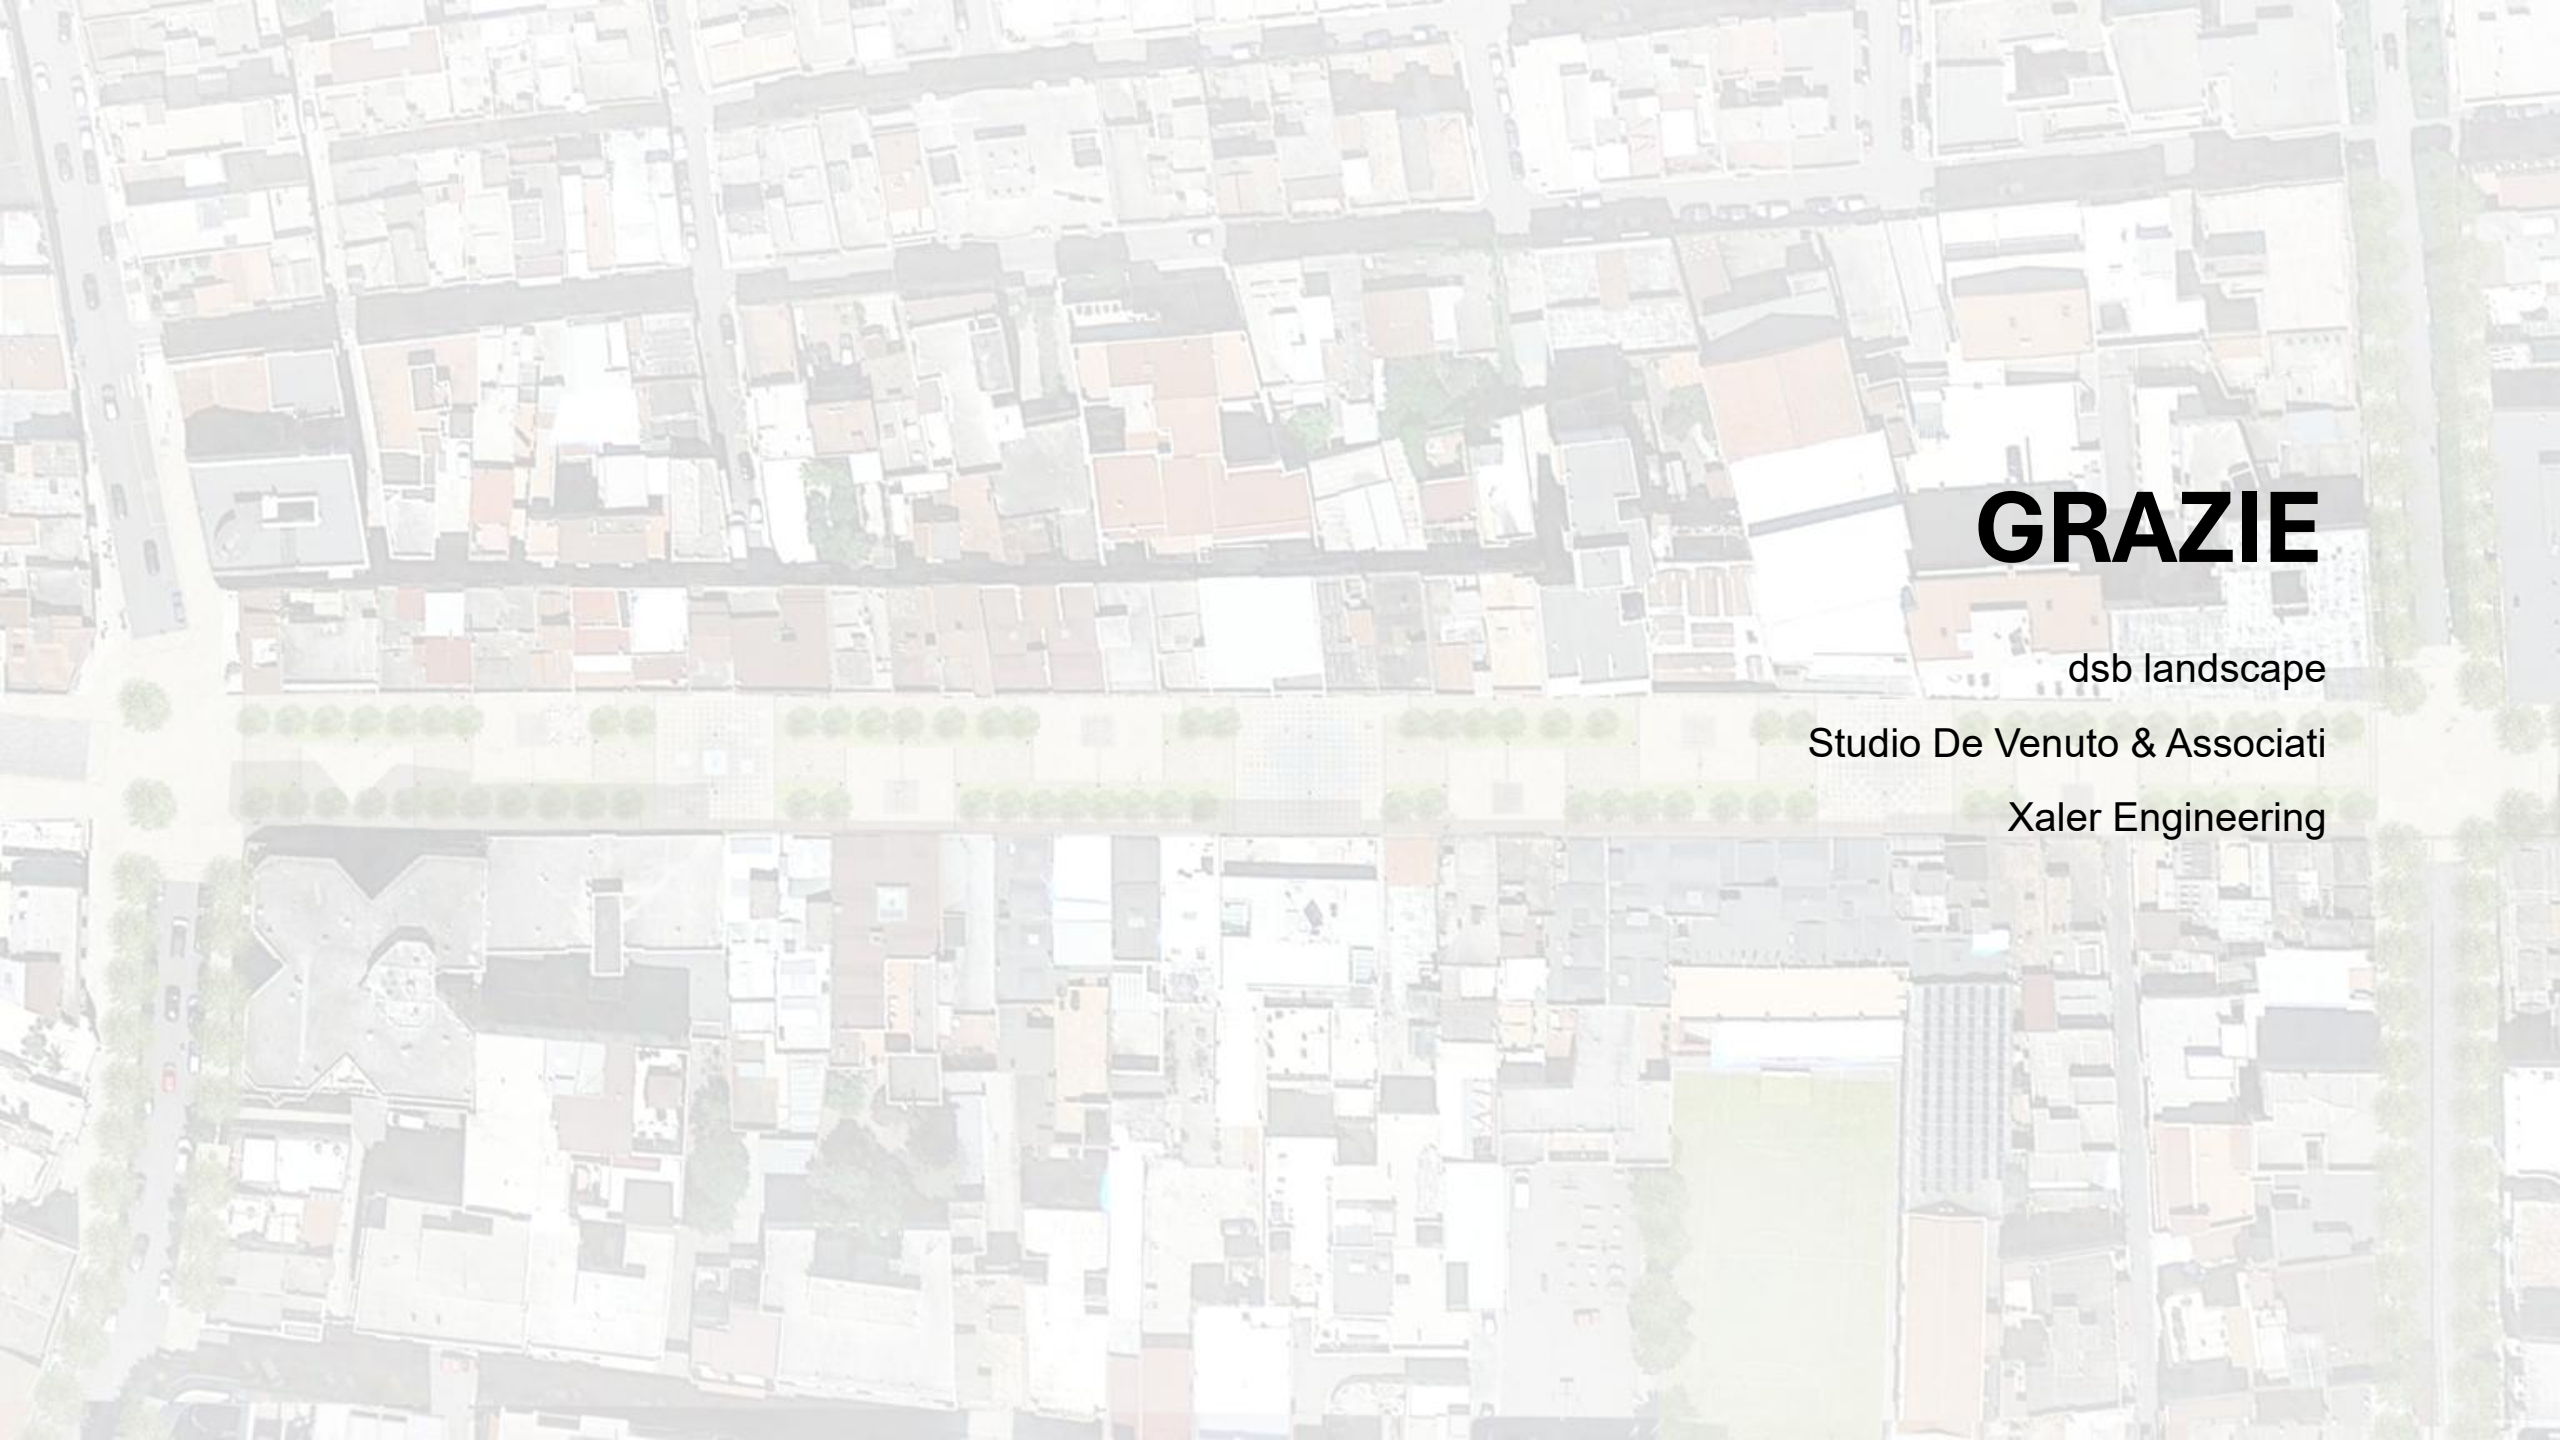 GRAZIE
dsb landscape
Studio De Venuto & Associati
Xaler Engineering